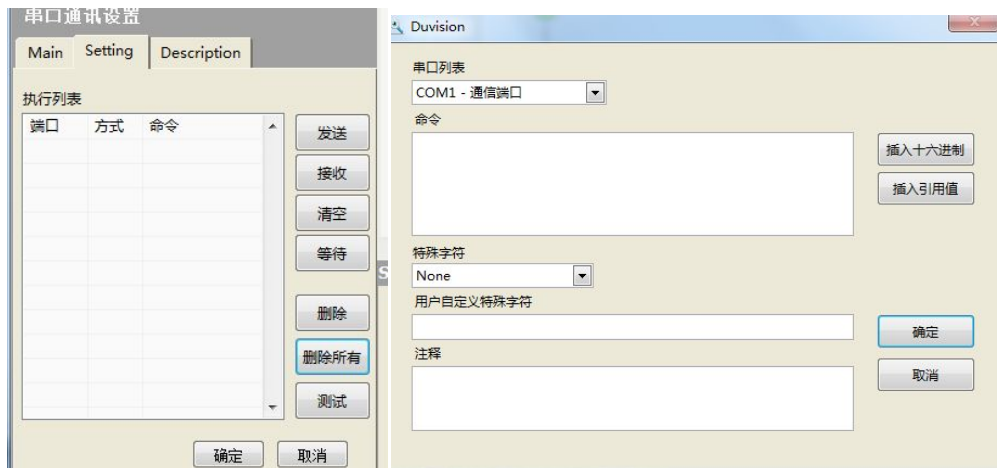 串口通讯设置
Main Setting Description
执行列表
端口 方式 命令
发送
接收
清空
等待
删除
删除所有
测试
确定 取消
Duvision
串口列表
COM1 - 通信端口
命令
插入十六进制
插入引用值
特殊字符
None
用户自定义特殊字符
确定
注释
取消
S